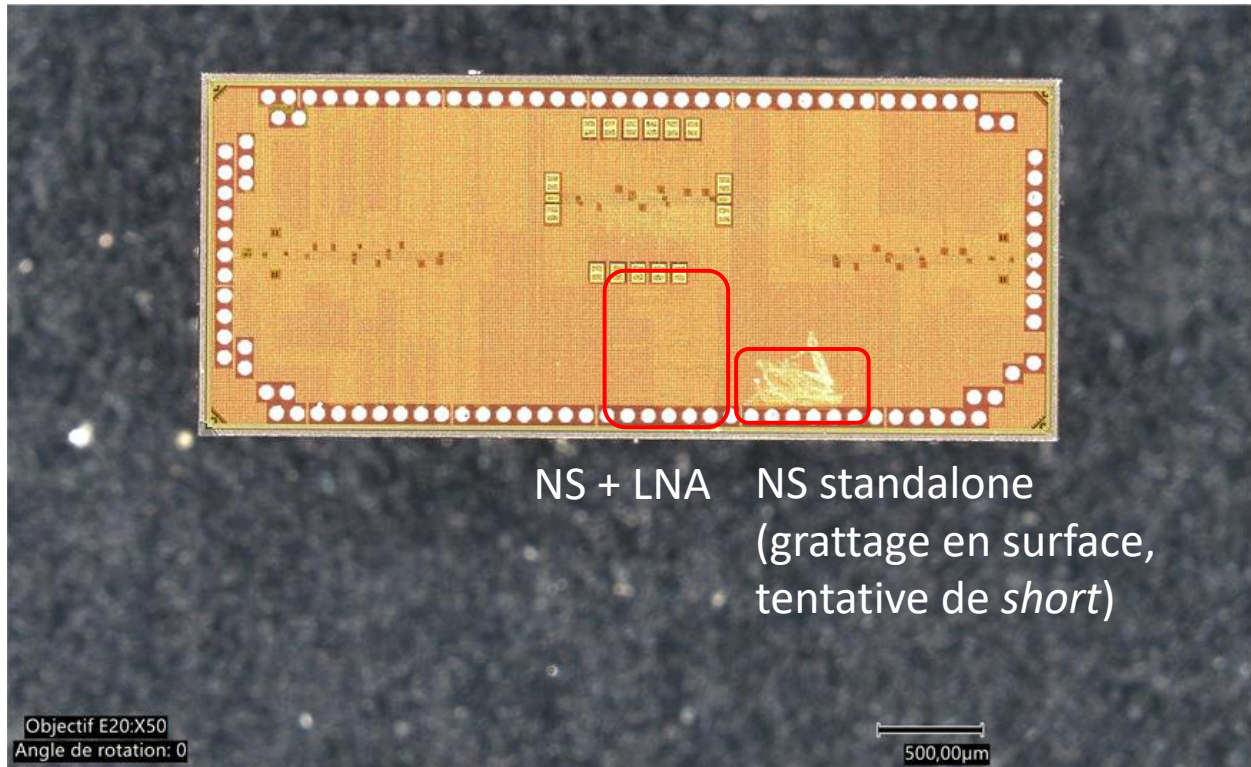 NS + LNA
NS standalone
(grattage en surface,
tentative de short)
Objectif E20:X50
Angle de rotation: 0
500,00µm